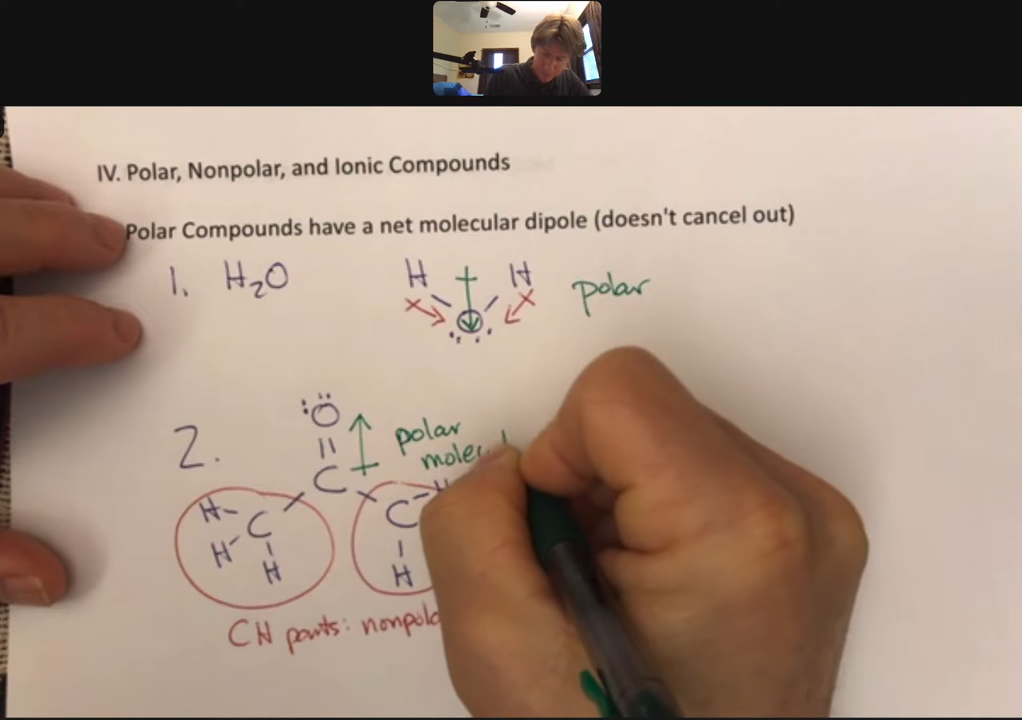 IV. Polar, Nonpolar, and Ionic Compounds
Polar Compounds have a net molecular dipole (doesn't cancel out)
1. H₂O H H polar
O
2. O polar
C
H C C H
H H H
CH parts: